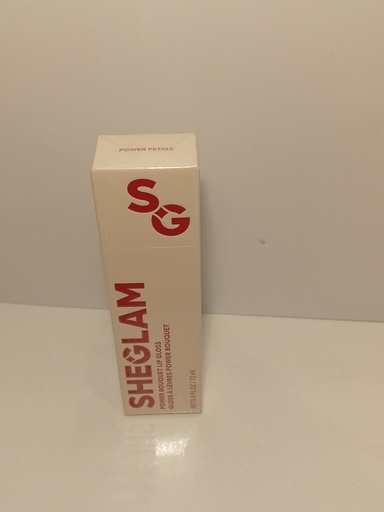 POWER PETALS
SG
SHEGLAM
POWER BOUQUET LIP GLOSS
GLOSS À LÈVRES POWER BOUQUET